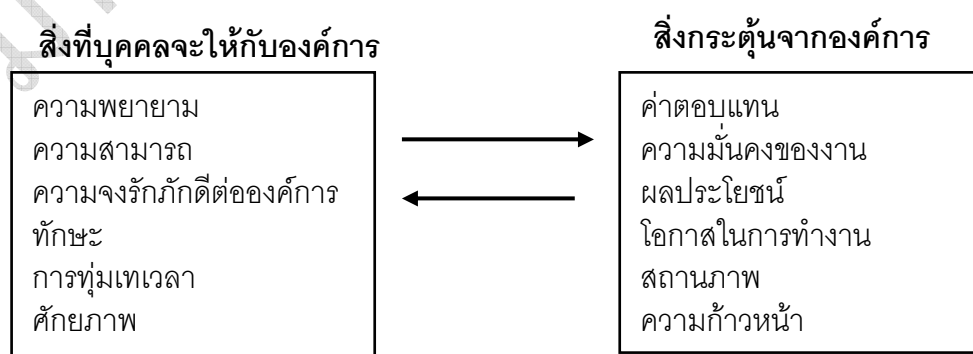 สิ่งที่บุคคลจะให้กับองค์การ
ความพยายาม
ความสามารถ
ความจงรักภักดีต่อองค์การ
ทักษะ
การทุ่มเทเวลา
ศักยภาพ
สิ่งกระตุ้นจากองค์การ
ค่าตอบแทน
ความมั่นคงของงาน
ผลประโยชน์
โอกาสในการทำงาน
สถานภาพ
ความก้าวหน้า